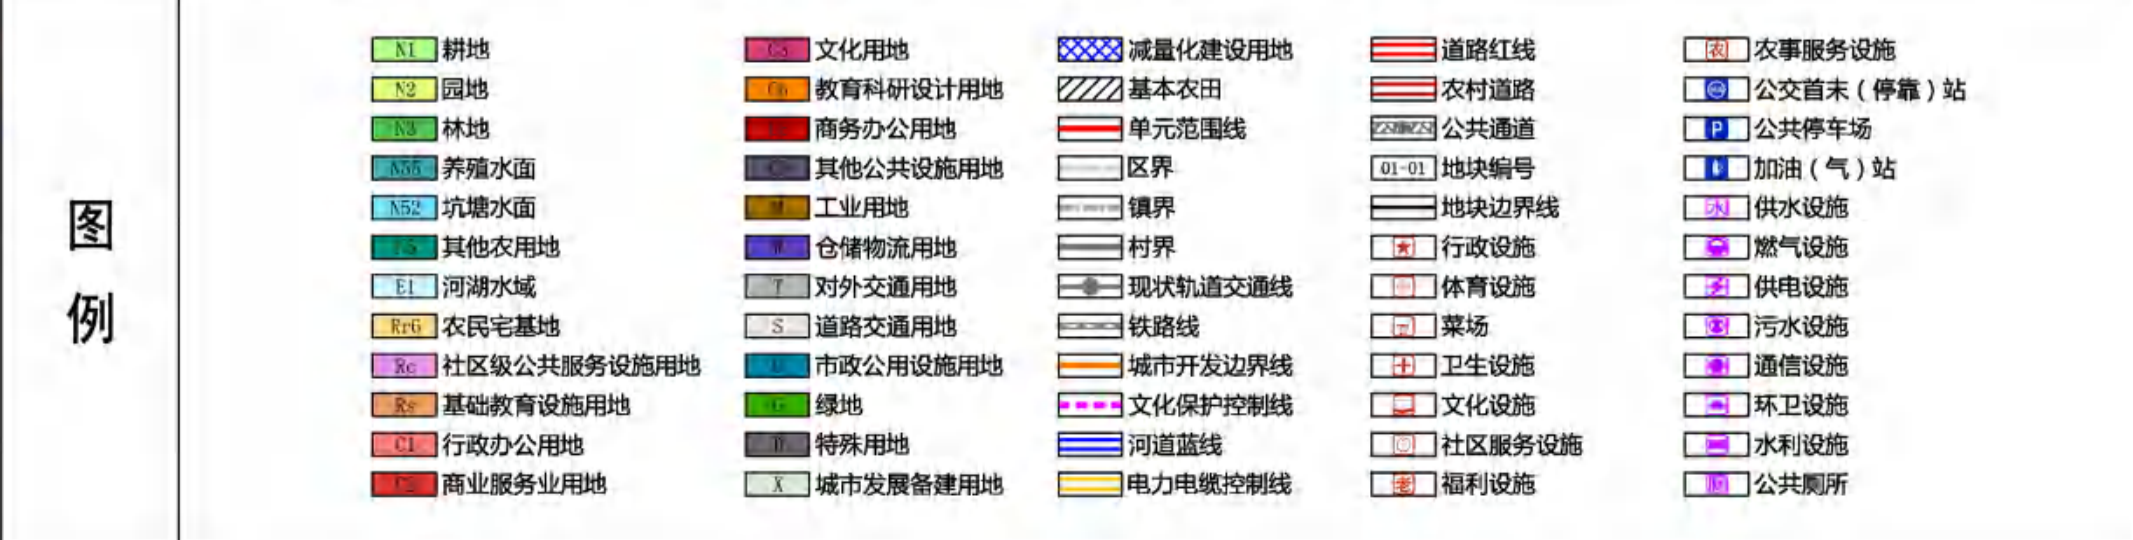 图例
N1 耕地
N2 园地
N3 林地
N55 养殖水面
N52 坑塘水面
其他农用地
E1 河湖水域
Rr6 农民宅基地
Rc 社区级公共服务设施用地
Rs 基础教育设施用地
C1 行政办公用地
C2 商业服务业用地
C3 文化用地
C6 教育科研设计用地
商务办公用地
其他公共设施用地
M 工业用地
W 仓储物流用地
T 对外交通用地
S 道路交通用地
U 市政公用设施用地
G 绿地
D 特殊用地
X 城市发展备建用地
减量化建设用地
基本农田
单元范围线
区界
镇界
村界
现状轨道交通线
铁路线
城市开发边界线
文化保护控制线
河道蓝线
电力电缆控制线
道路红线
农村道路
公共通道
01-01 地块编号
地块边界线
行政设施
体育设施
菜场
卫生设施
文化设施
社区服务设施
老 福利设施
农 农事服务设施
公交首末（停靠）站
P 公共停车场
加油（气）站
水 供水设施
燃气设施
供电设施
污水设施
通信设施
环卫设施
水利设施
厕 公共厕所